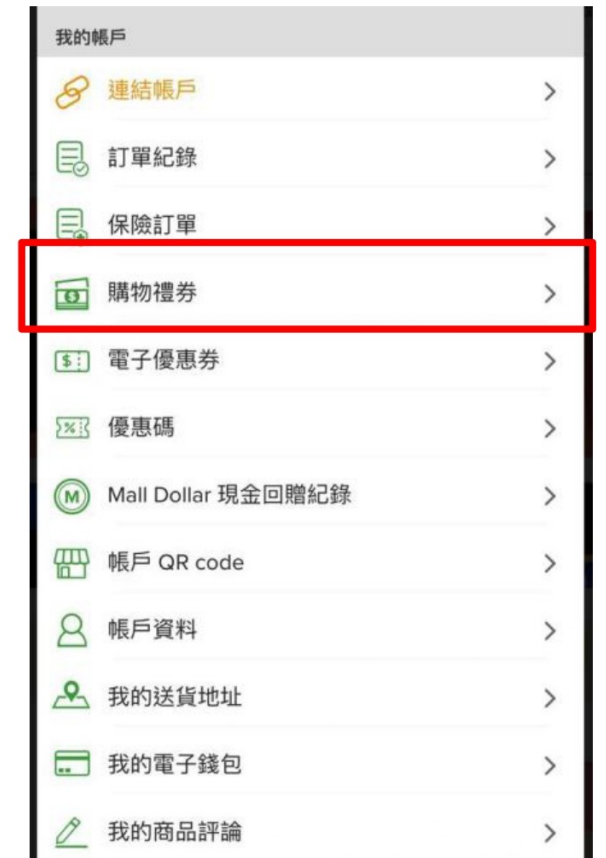 我的帳戶
連結帳戶
訂單紀錄
保險訂單
購物禮券
電子優惠券
優惠碼
Mall Dollar 現金回贈紀錄
帳戶 QR code
帳戶資料
我的送貨地址
我的電子錢包
我的商品評論